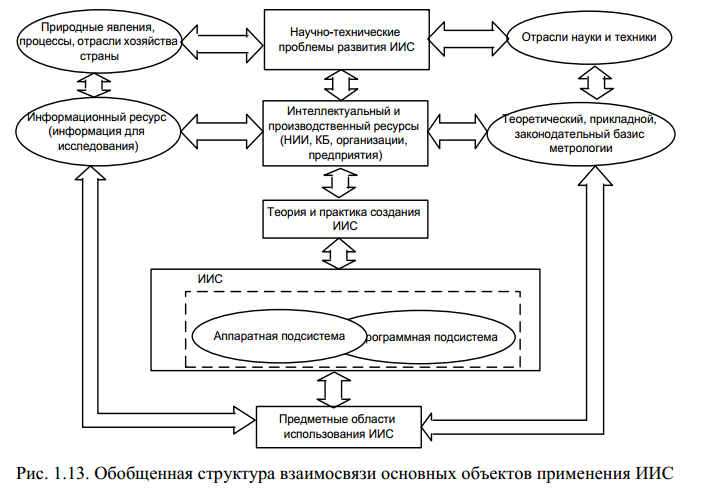 Природные явления,
процессы, отрасли хозяйства
страны
Научно-технические
проблемы развития ИИС
Отрасли науки и техники
Информационный ресурс
(информация для
исследования)
Интеллектуальный и
производственный ресурсы
(НИИ, КБ, организации,
предприятия)
Теоретический, прикладной,
законодательный базис
метрологии
Теория и практика создания
ИИС
ИИС
Аппаратная подсистема
рограммная подсистема
Предметные области
использования ИИС
Рис. 1.13. Обобщенная структура взаимосвязи основных объектов применения ИИС